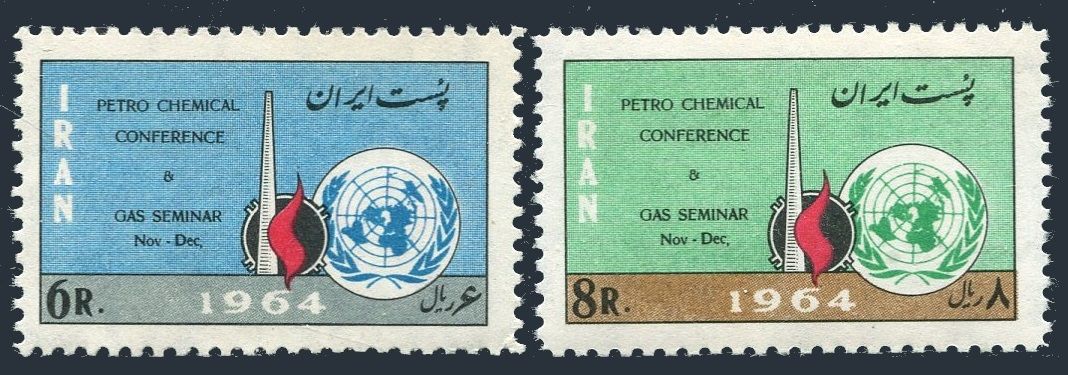 IRAN
PETRO CHEMICAL
CONFERENCE
&
GAS SEMINAR
Nov - Dec,
پست ایران
6R.
1964
۶ ریال
IRAN
PETRO CHEMICAL
CONFERENCE
&
GAS SEMINAR
Nov - Dec,
پست ایران
8R.
1964
۸ ریال